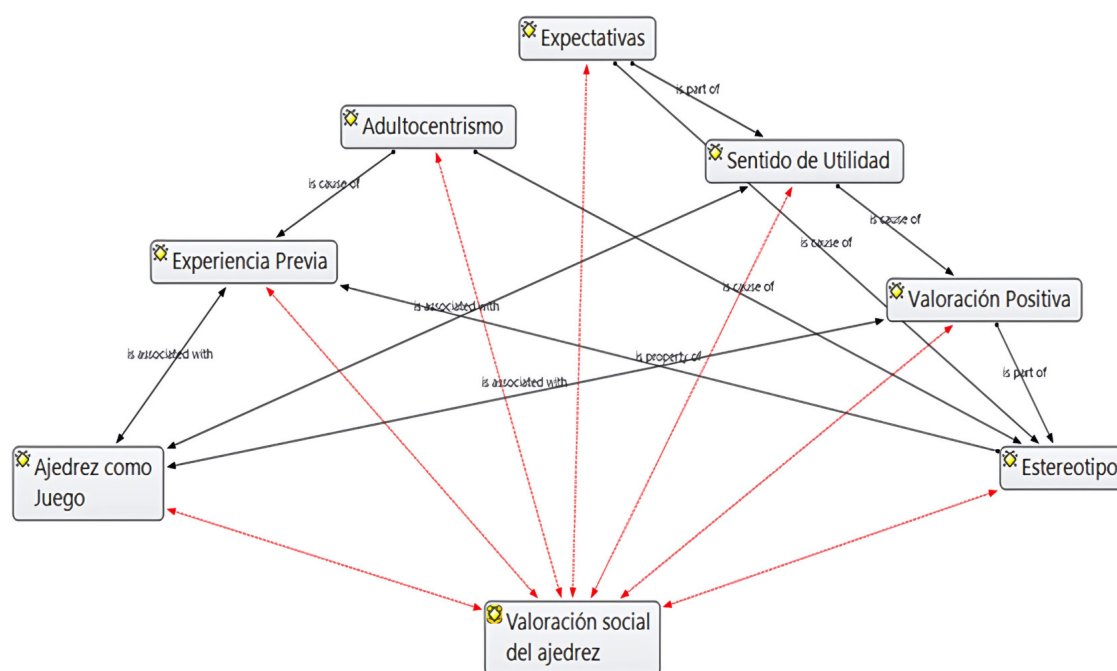 Expectativas
is part of
Adultocentrismo
Sentido de Utilidad
is cause of
is cause of
is cause of
Experiencia Previa
is cause of
Valoración Positiva
is associated with
is associated with
is property of
is part of
is associated with
Ajedrez como
Juego
Estereotipo
Valoración social
del ajedrez